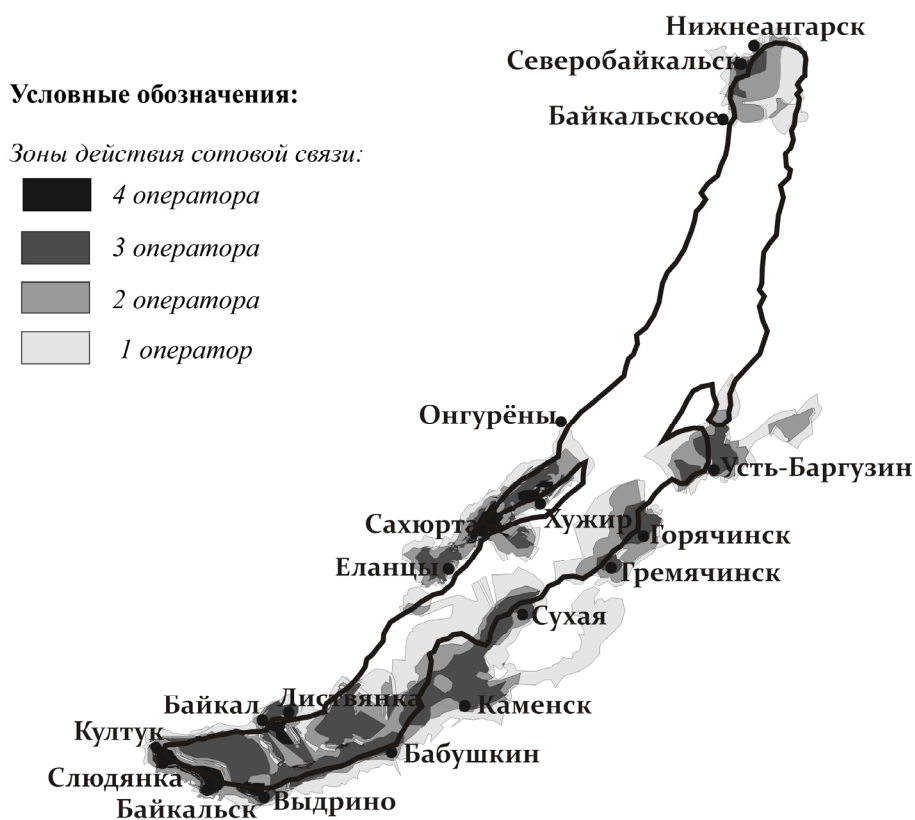 Нижнеангарск
Северобайкальск
Условные обозначения:
Байкальское
Зоны действия сотовой связи:
4 оператора
3 оператора
2 оператора
1 оператор
Онгурёны
Усть-Баргузин
Сахюрта
Хужир
Горячинск
Еланцы
Гремячинск
Сухая
Байкал
Листвянка
Каменск
Култук
Бабушкин
Слюдянка
Байкальск
Выдрино